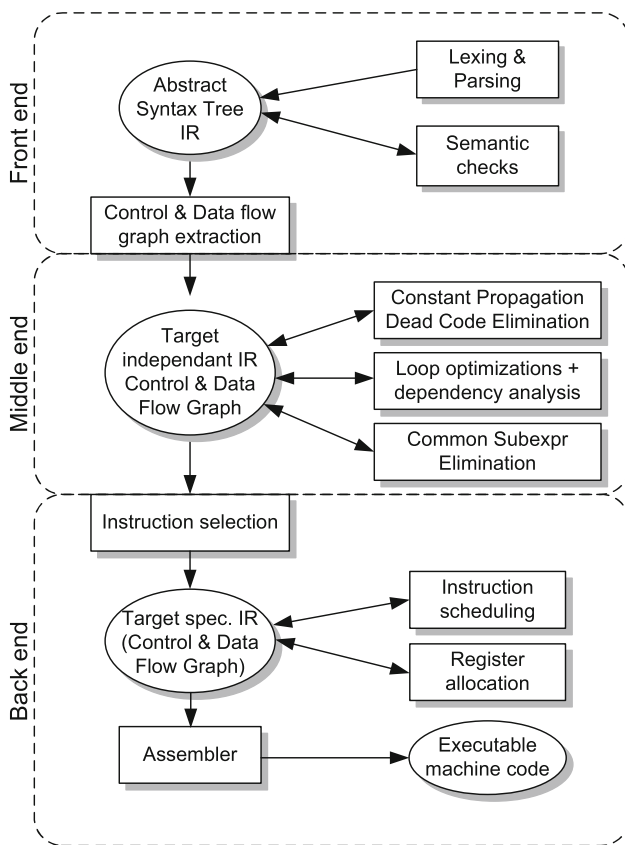 Front end
Abstract
Syntax Tree
IR
Lexing &
Parsing
Semantic
checks
Control & Data flow
graph extraction
Middle end
Target
independant IR
Control & Data
Flow Graph
Constant Propagation
Dead Code Elimination
Loop optimizations +
dependency analysis
Common Subexpr
Elimination
Back end
Instruction selection
Target spec. IR
(Control & Data
Flow Graph)
Instruction
scheduling
Register
allocation
Assembler
Executable
machine code